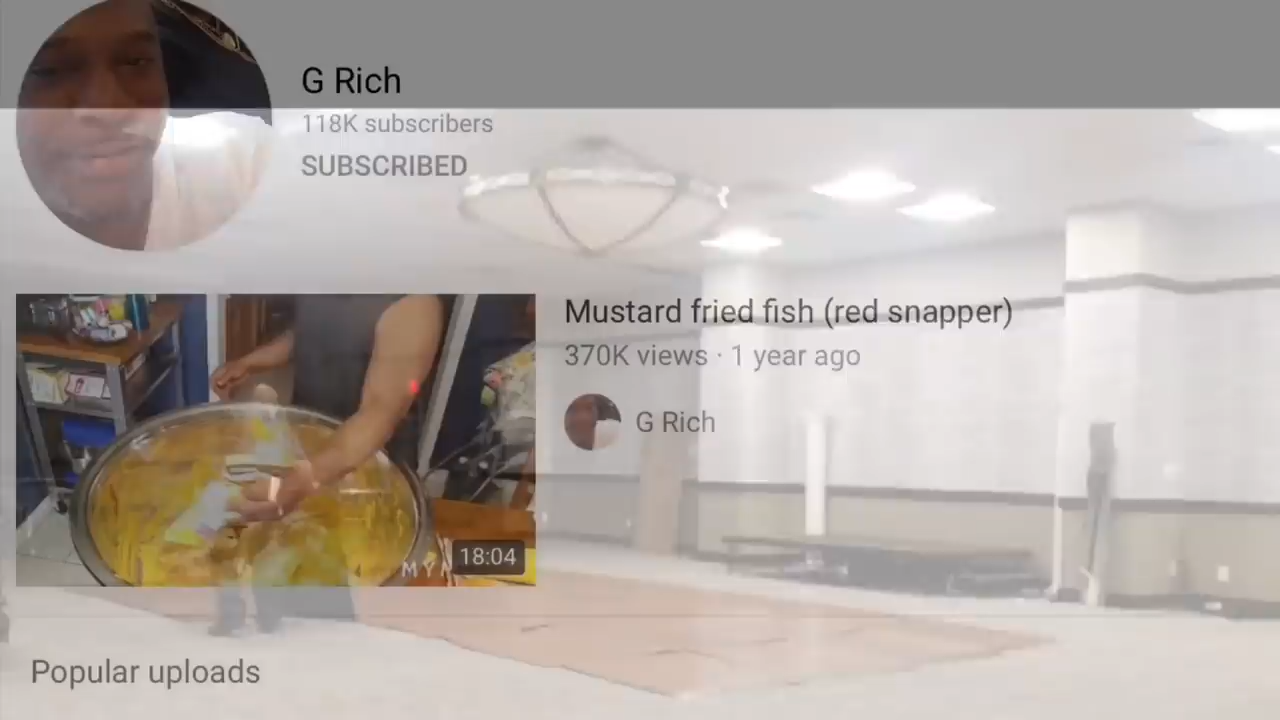 G Rich
118K subscribers
SUBSCRIBED
Mustard fried fish (red snapper)
370K views · 1 year ago
G Rich
18:04
Popular uploads